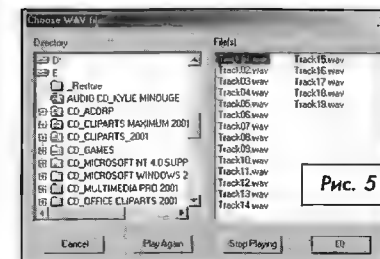 Choose WAV
Directory
File(s)
D:
E
_Restore
AUDIO CD_KYLIE MINOUGE
CD_ACORP
CD_CLIPARTS MAXIMUM 2001
CD_CLIPARTS_2001
CD_GAMES
CD_MICROSOFT NT 4.0 SUPP
CD_MICROSOFT WINDOWS 2
CD_MULTIMEDIA PRO 2001
CD_OFFICE CLIPARTS 2001
Track02.wav
Track03.wav
Track04.wav
Track05.wav
Track06.wav
Track07.wav
Track08.wav
Track09.wav
Track10.wav
Track11.wav
Track12.wav
Track13.wav
Track14.wav
Track15.wav
Track16.wav
Track17.wav
Track18.wav
Track19.wav
Рис. 5
Cancel
Play Again
Stop Playing